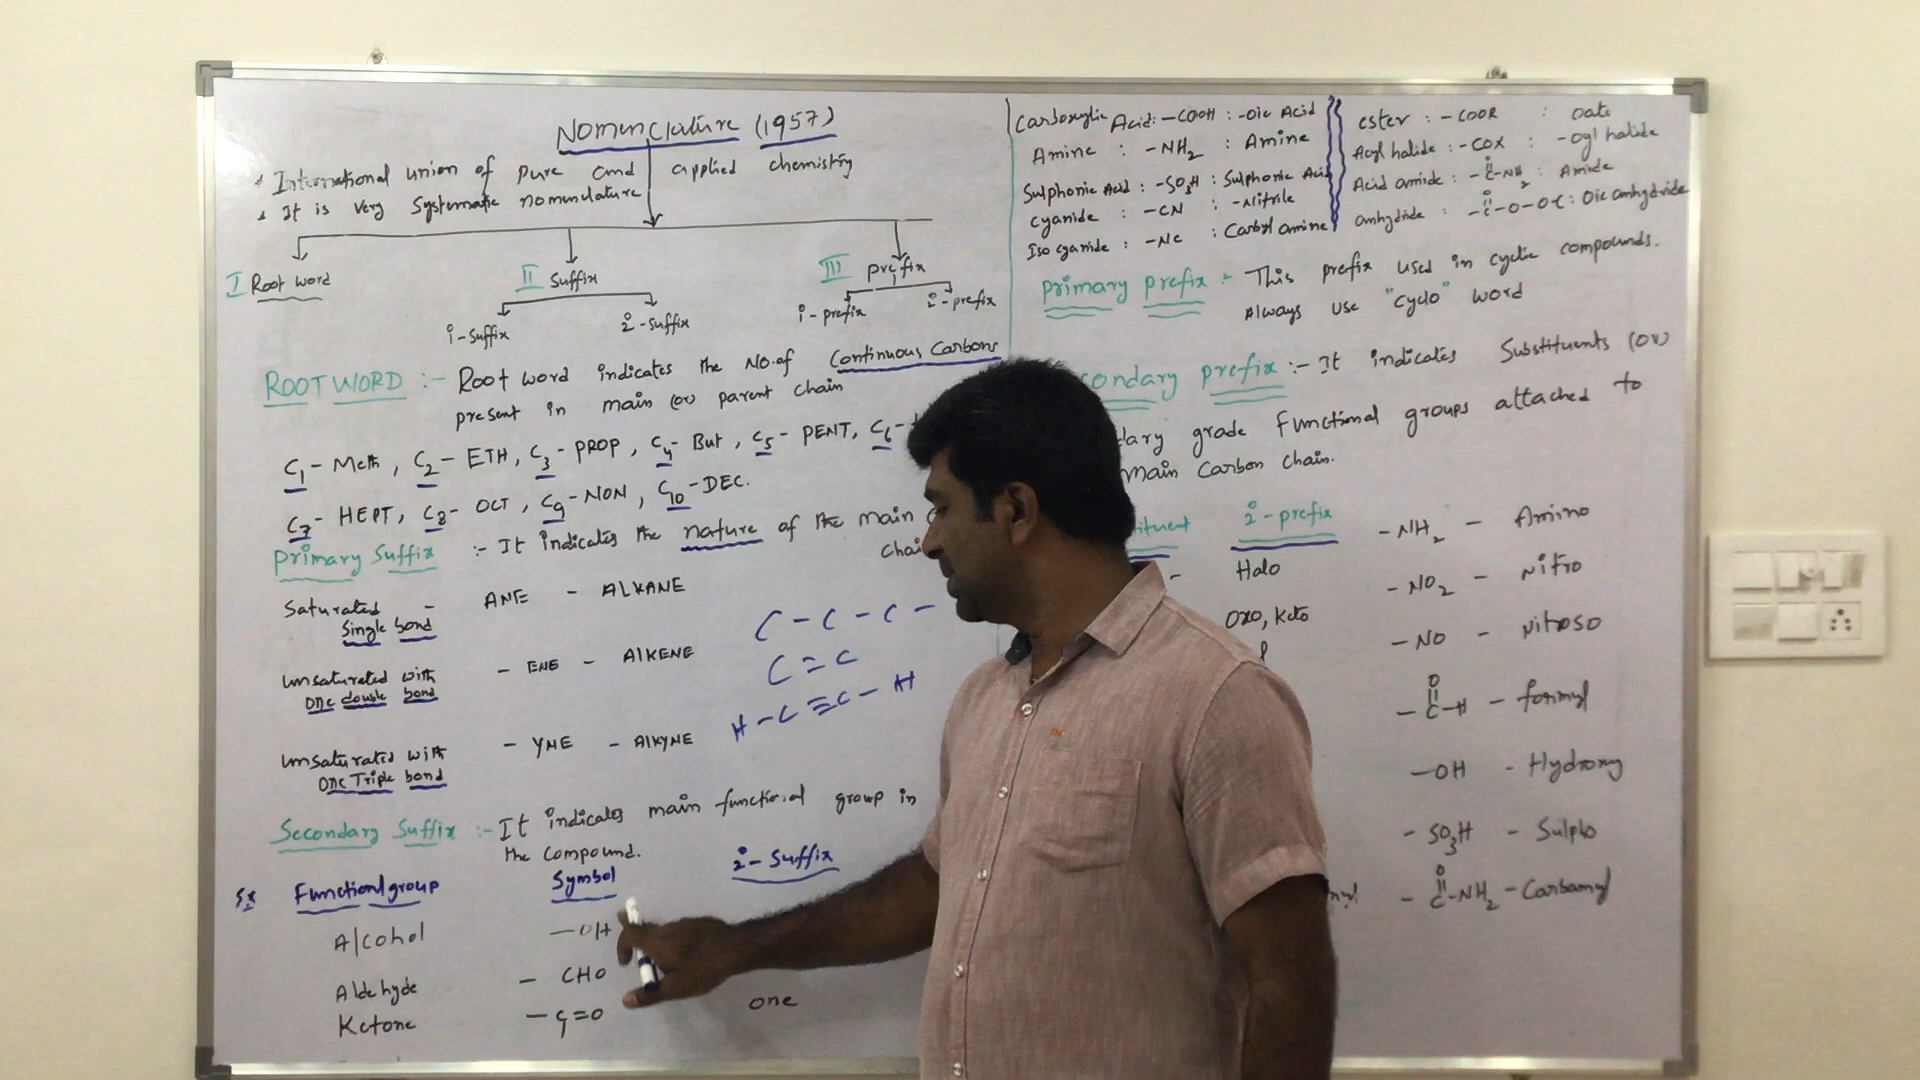 Nomenclature (1957)
* International union of pure and applied chemistry
* It is very systematic nomenclature
I Root word
II Suffix
III prefix
1°-suffix
2°-suffix
1°-prefix
2°-prefix
ROOT WORD :- Root word indicates the No.of Continuous Carbons
present in main (or) parent chain
C1 - Meth, C2 - ETH, C3 - PROP, C4 - But, C5 - PENT, C6 -
C7 - HEPT, C8 - OCT, C9 - NON, C10 - DEC.
Primary Suffix :- It indicates the nature of the main
chai
Saturated - ANE - ALKANE
Single bond
C - C - C -
Unsaturated with - ENE - AlKENE
one double bond
C = C
H - C ≡ C - H
Unsaturated with - YNE - AlKYNE
one Triple bond
Secondary Suffix :- It indicates main functional group in
the compound.
Ex Functional group Symbol 2°-Suffix
Alcohol -OH
Aldehyde - CHO
Ketone - C=O one
Carboxylic Acid : -COOH : -oic Acid
Amine : -NH2 : Amine
Sulphonic Acid : -SO3H : Sulphonic Acid
cyanide : -CN : -Nitrile
Iso cyanide : -NC : Carbyl amine
ester : -COOR : oate
Acyl halide : -COX : -oyl halide
Acid amide : -C-NH2 : Amide
O
anhydride : -C-O-O-C : Oic anhydride
O
primary prefix :- This prefix used in cyclic compounds.
Always use "cyclo" word
condary prefix :- It indicates Substituents (or)
dary grade functional groups attached to
main Carbon chain.
ituent 2°-prefix
- Halo
Oxo, Keto
-NH2 - Amino
-NO2 - Nitro
-NO - Nitroso
O
-C-H - formyl
-OH - Hydroxy
- SO3H - Sulpho
O
- C-NH2 - Carbamyl